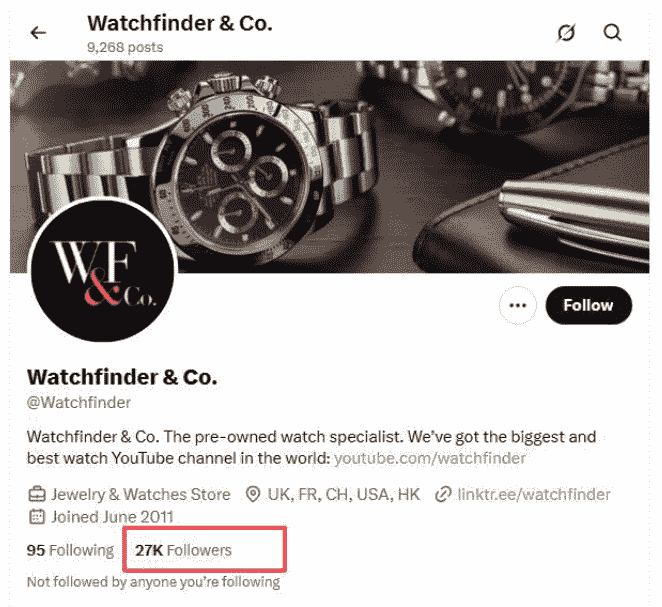 Watchfinder & Co.
9,268 posts
W F
& Co.
Follow
Watchfinder & Co.
@Watchfinder
Watchfinder & Co. The pre-owned watch specialist. We've got the biggest and
best watch YouTube channel in the world: youtube.com/watchfinder
Jewelry & Watches Store UK, FR, CH, USA, HK linktr.ee/watchfinder
Joined June 2011
95 Following 27K Followers
Not followed by anyone you're following